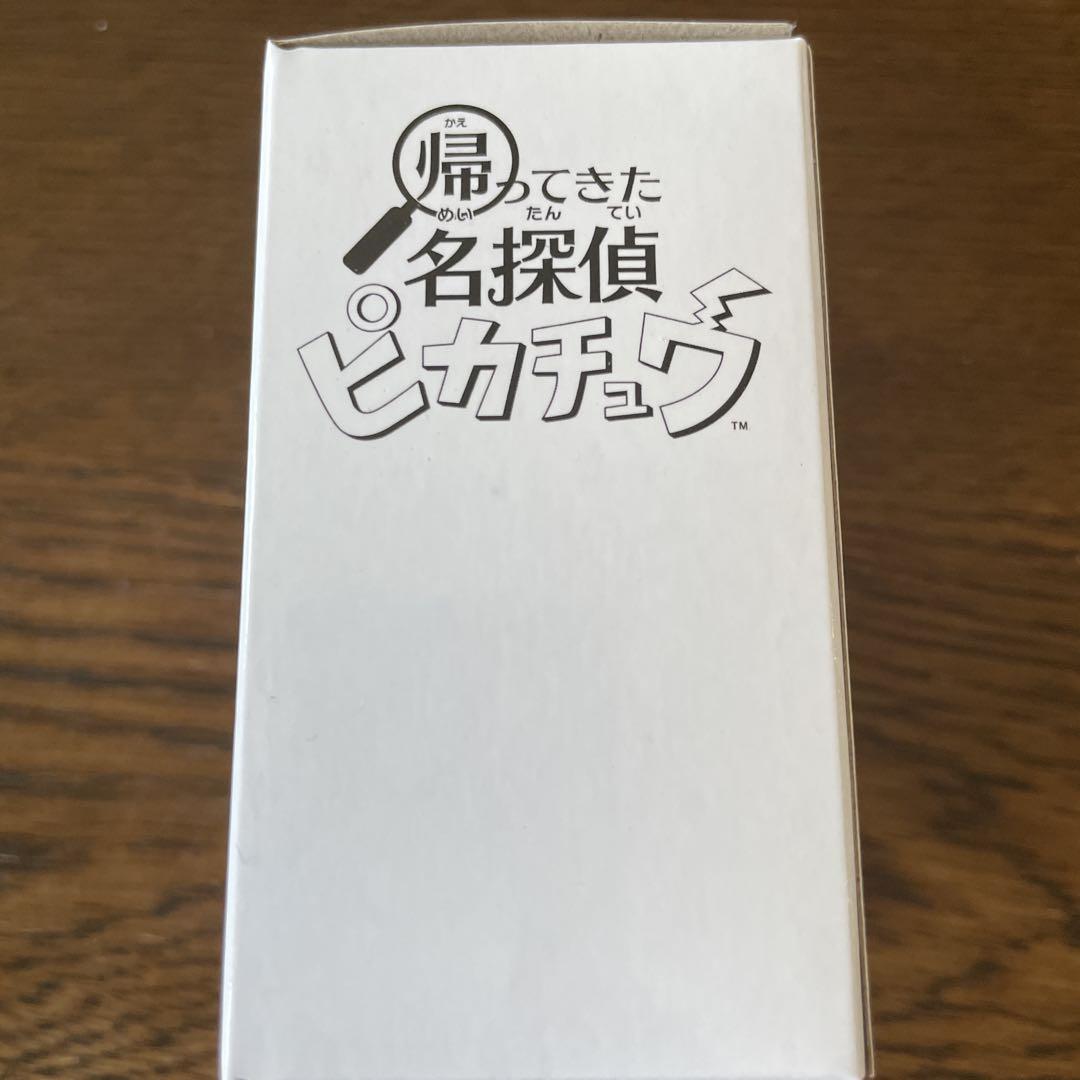 かえ
帰ってきた
めい たん てい
名探偵
ピカチュウ
TM